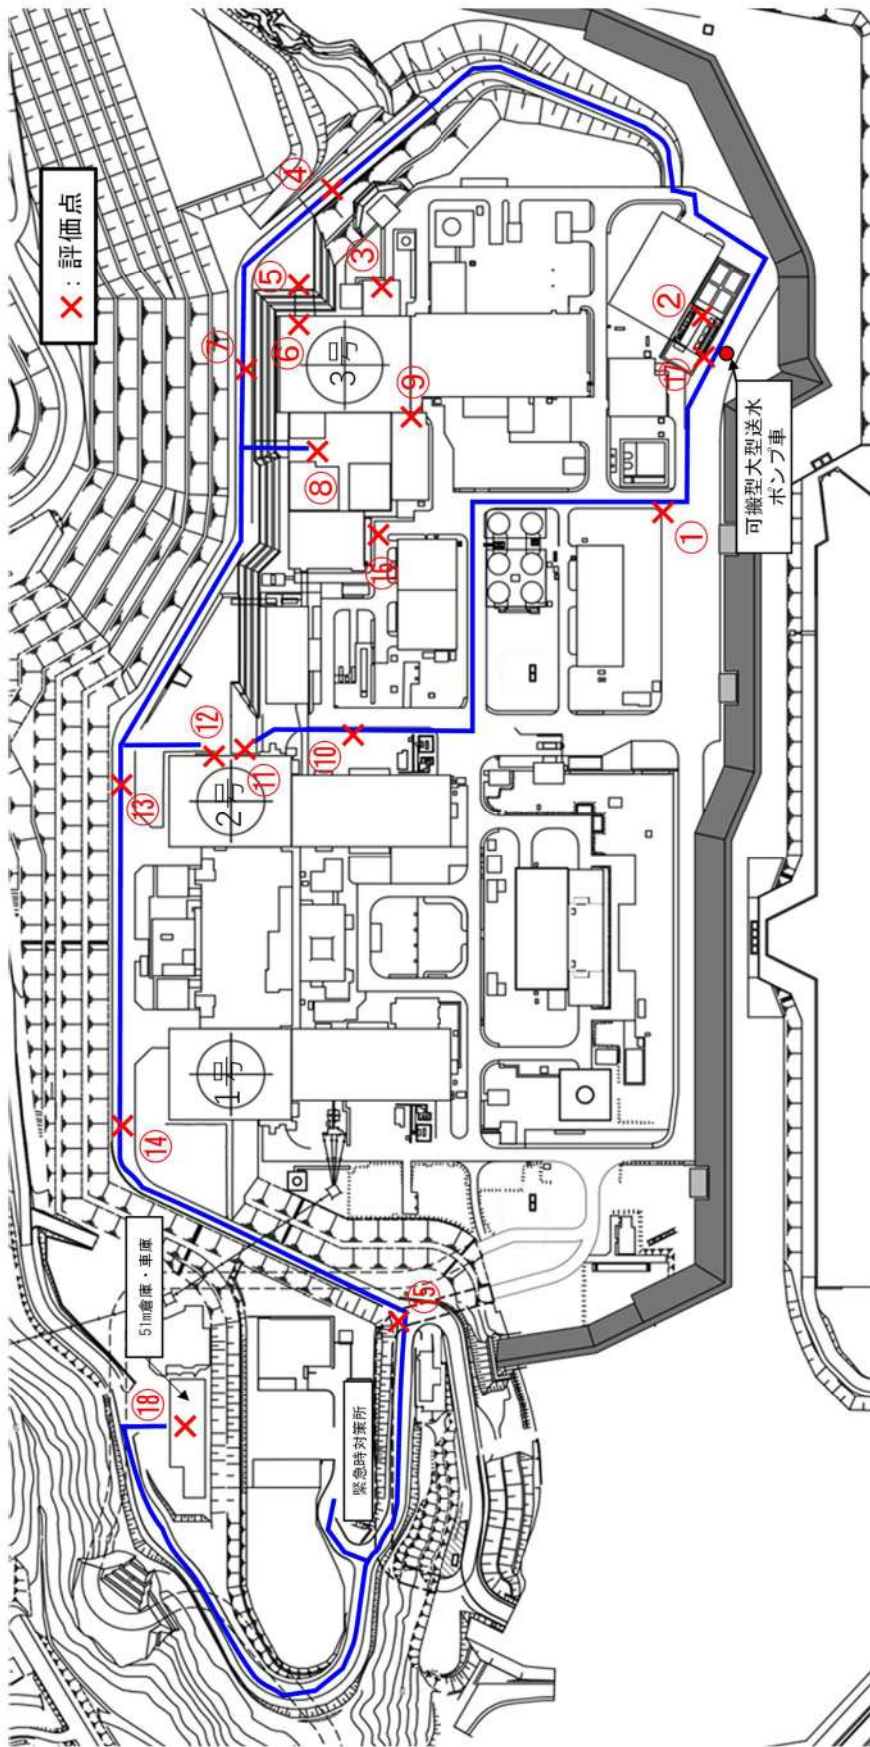 ×：評価点
⑬
51m倉庫・車庫
⑱
⑭
⑫
⑦
2号
1号
⑪
⑤
⑥
④
⑧
⑩
3号
緊急時対策所
③
⑯
⑨
⑮
②
⑰
①
可搬型大型送水
ポンプ車